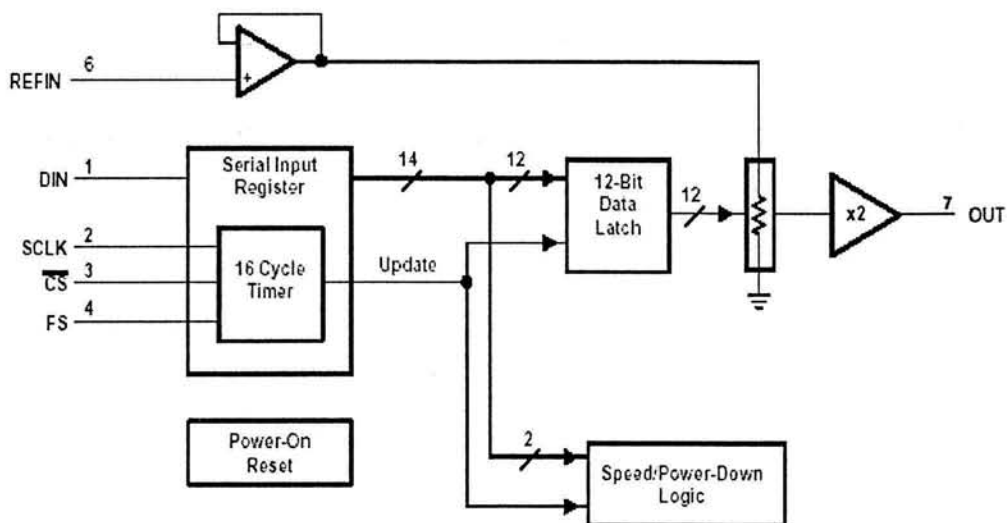 6
REFIN
+
1
DIN
Serial Input
Register
14
12
12-Bit
Data
Latch
12
x2
7
OUT
2
SCLK
3
CS
4
FS
16 Cycle
Timer
Update
Power-On
Reset
2
Speed/Power-Down
Logic